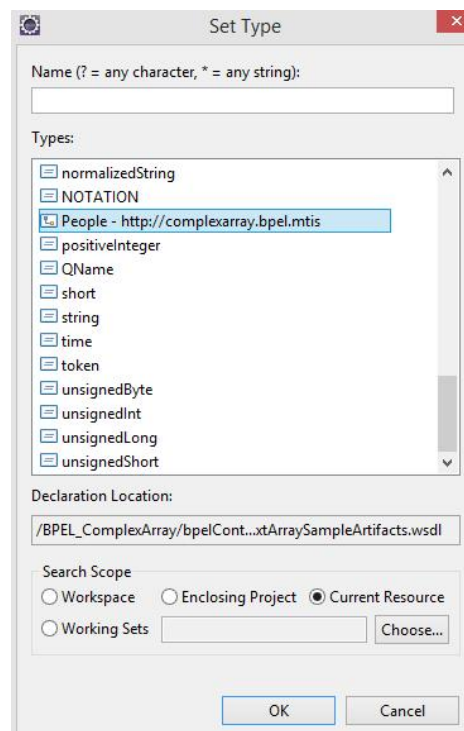 Set Type
Name (? = any character, * = any string):
Types:
normalizedString
NOTATION
People - http://complexarray.bpel.mtis
positiveInteger
QName
short
string
time
token
unsignedByte
unsignedInt
unsignedLong
unsignedShort
Declaration Location:
/BPEL_ComplexArray/bpelCont...xtArraySampleArtifacts.wsdl
Search Scope
Workspace Enclosing Project Current Resource
Working Sets Choose...
OK Cancel